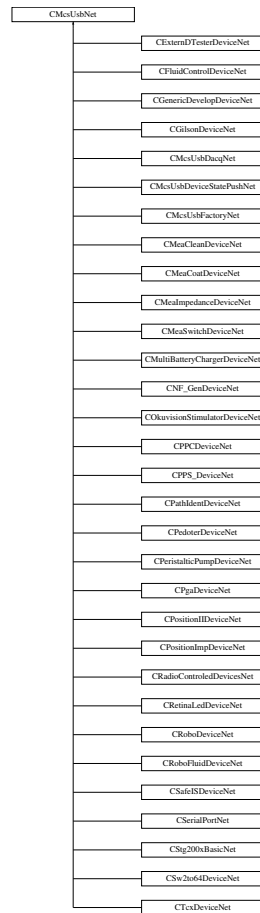 CMcsUsbNet
CExternDTesterDeviceNet
CFluidControlDeviceNet
CGenericDevelopDeviceNet
CGilsonDeviceNet
CMcsUsbDacqNet
CMcsUsbDeviceStatePushNet
CMcsUsbFactoryNet
CMeaCleanDeviceNet
CMeaCoatDeviceNet
CMeaImpedanceDeviceNet
CMeaSwitchDeviceNet
CMultiBatteryChargerDeviceNet
CNF_GenDeviceNet
COkuvisionStimulatorDeviceNet
CPPCDeviceNet
CPPS_DeviceNet
CPathIdentDeviceNet
CPedoterDeviceNet
CPeristalticPumpDeviceNet
CPgaDeviceNet
CPositionIIDeviceNet
CPositionImpDeviceNet
CRadioControledDevicesNet
CRetinaLedDeviceNet
CRoboDeviceNet
CRoboFluidDeviceNet
CSafeISDeviceNet
CSerialPortNet
CStg200xBasicNet
CSw2to64DeviceNet
CTcxDeviceNet